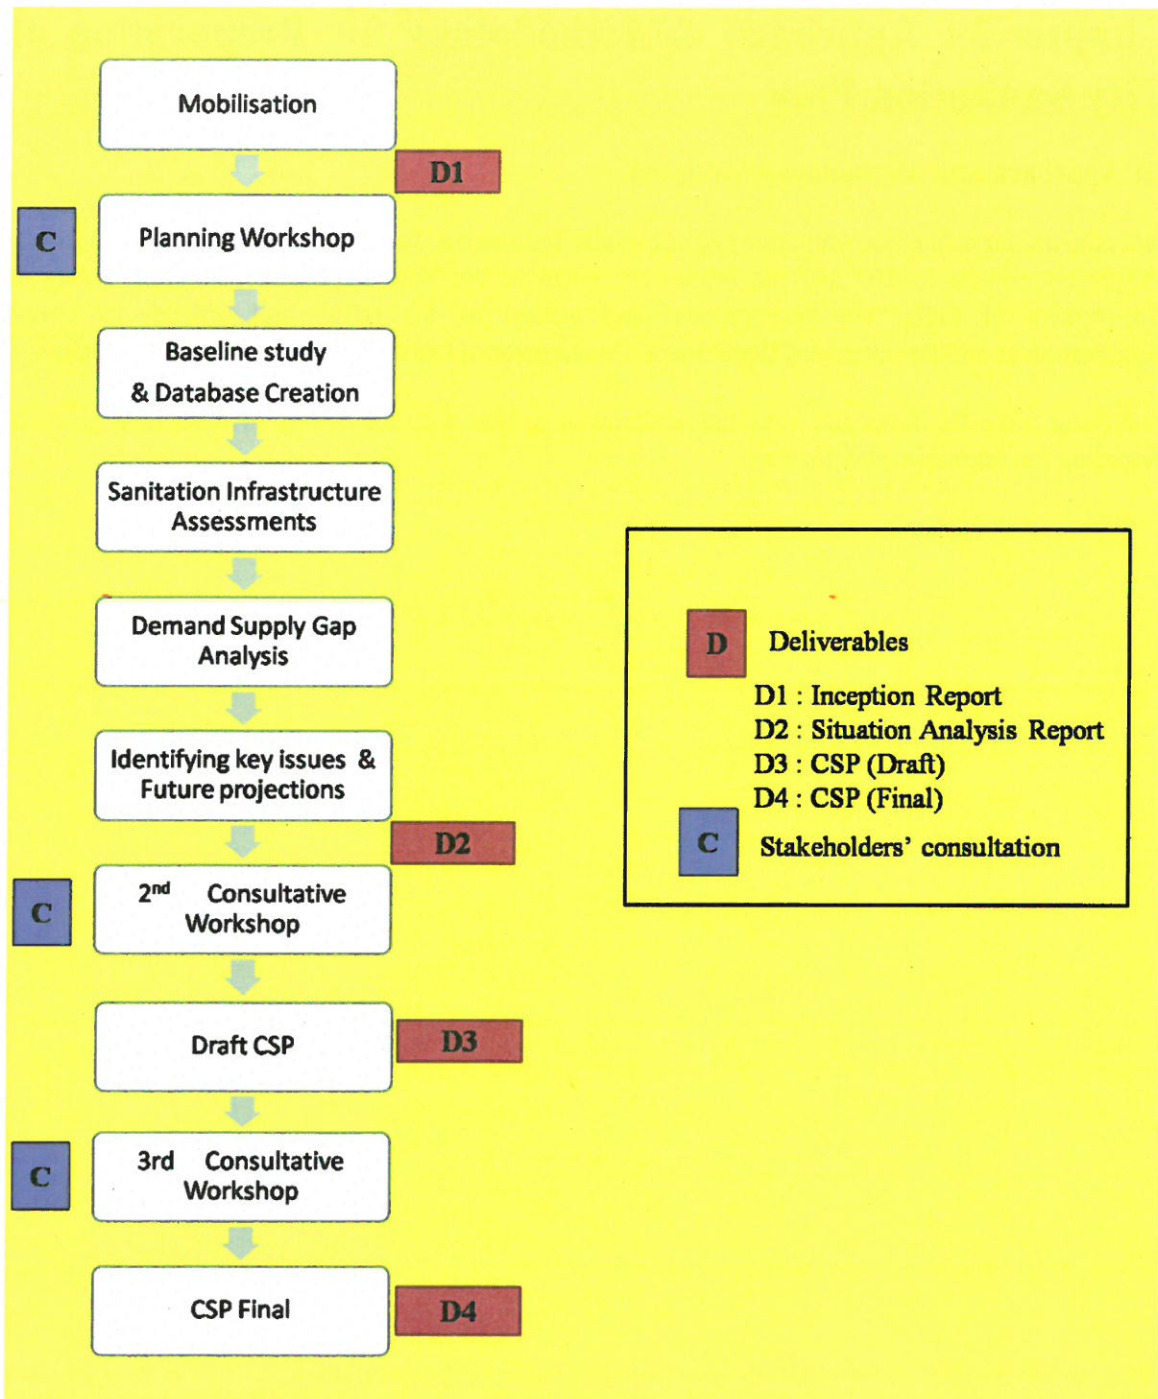 Mobilisation
D1
C
Planning Workshop
Baseline study
& Database Creation
Sanitation Infrastructure
Assessments
Demand Supply Gap
Analysis
Identifying key issues &
Future projections
D2
C
2nd Consultative
Workshop
Draft CSP
D3
C
3rd Consultative
Workshop
CSP Final
D4
D
Deliverables
D1 : Inception Report
D2 : Situation Analysis Report
D3 : CSP (Draft)
D4 : CSP (Final)
C
Stakeholders’ consultation